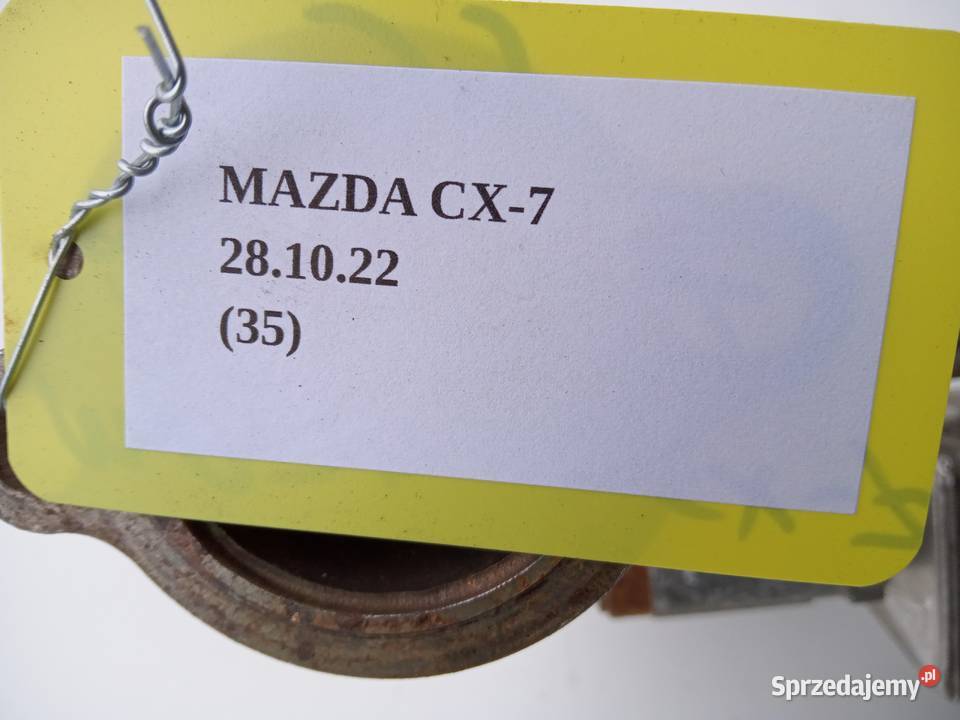 MAZDA CX-7
28.10.22
(35)
Sprzedajemy.pl